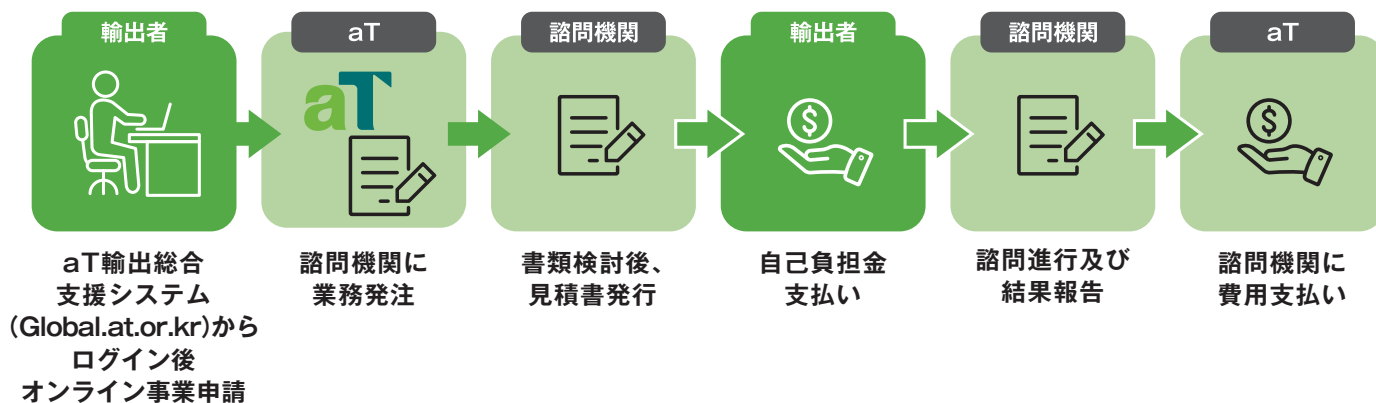 輸出者
aT輸出総合
支援システム
(Global.at.or.kr)から
ログイン後
オンライン事業申請
aT
aT
諮問機関に
業務発注
諮問機関
書類検討後、
見積書発行
輸出者
$
自己負担金
支払い
諮問機関
諮問進行及び
結果報告
aT
$
諮問機関に
費用支払い